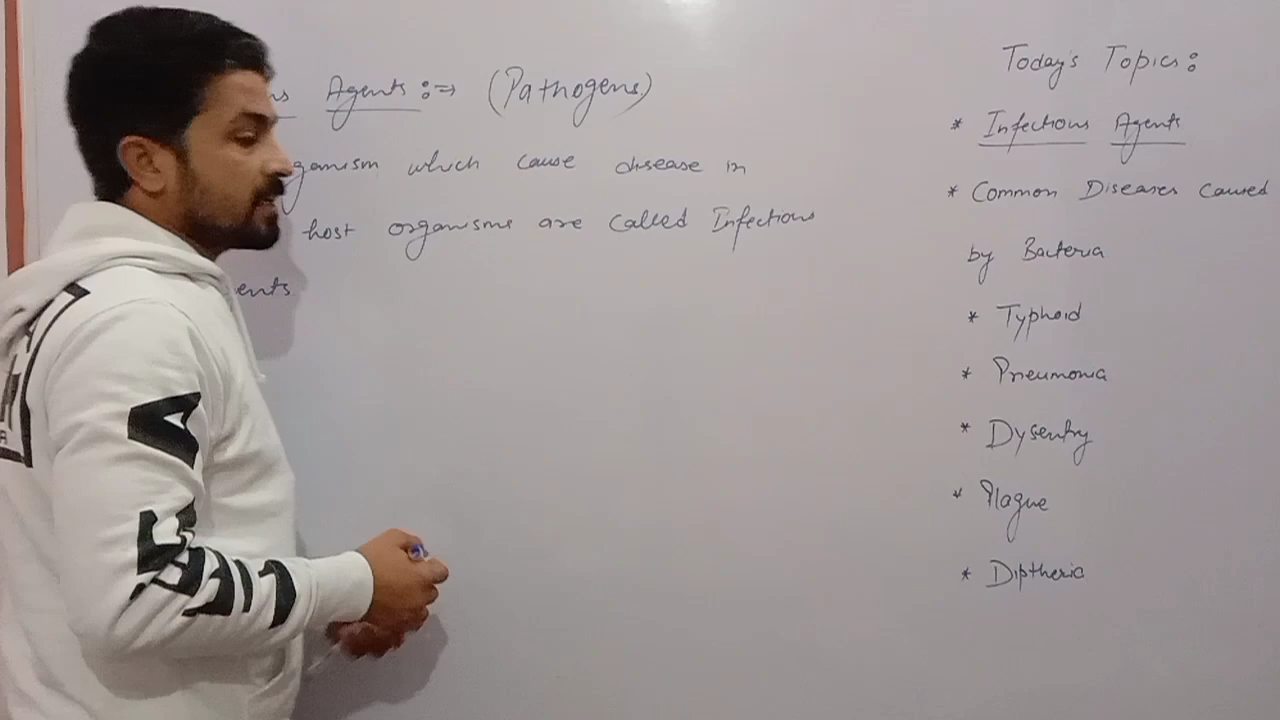 Agents :⇒ (Pathogens)
which cause disease in
host organisms are called Infectious
Today's Topics :
* Infectious Agents
* Common Diseases Caused
by Bacteria
* Typhoid
* Pneumonia
* Dysentry
* Plague
* Diptheria